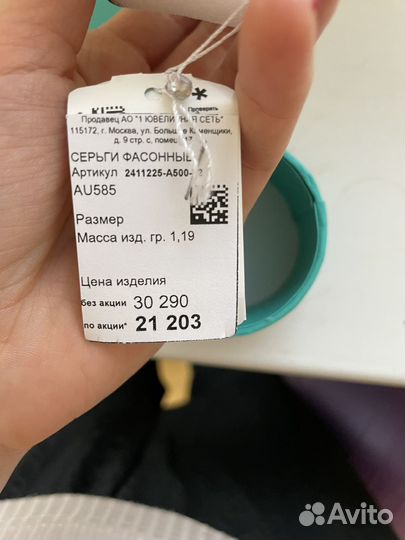 Проверить
Продавец АО "1 ЮВЕЛИРНАЯ СЕТЬ"
115172, г. Москва, ул. Большие Каменщики,
д. 9 стр. с, помещ. 17
СЕРЬГИ ФАСОННЫЕ
Артикул 2411225-А500-
AU585
Размер
Масса изд. гр. 1,19
Цена изделия
без акции 30 290
по акции* 21 203
Avito